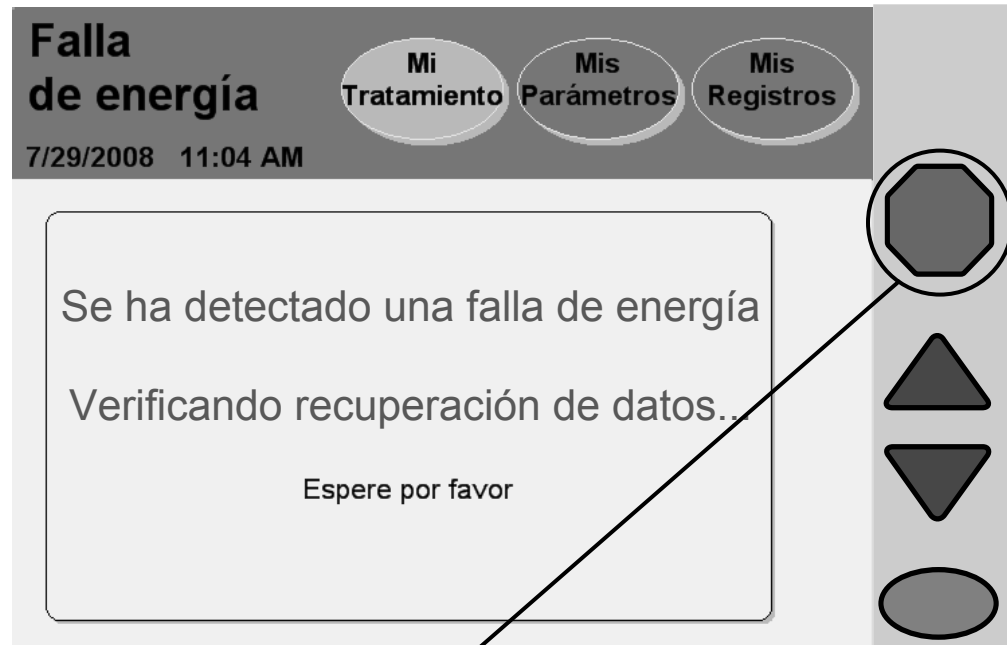 Falla
de energía
7/29/2008 11:04 AM
Mi
Tratamiento
Mis
Parámetros
Mis
Registros
Se ha detectado una falla de energía
Verificando recuperación de datos...
Espere por favor